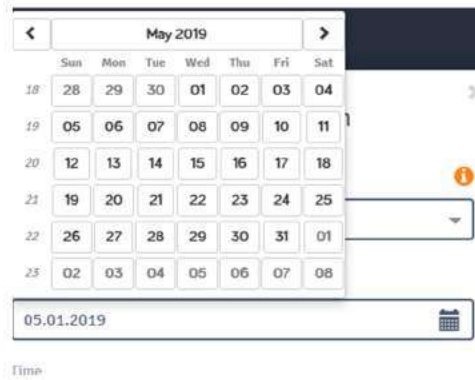 < May 2019 >
Sun Mon Tue Wed Thu Fri Sat
18 28 29 30 01 02 03 04
19 05 06 07 08 09 10 11
20 12 13 14 15 16 17 18
21 19 20 21 22 23 24 25
22 26 27 28 29 30 31 01
23 02 03 04 05 06 07 08
05.01.2019
Time